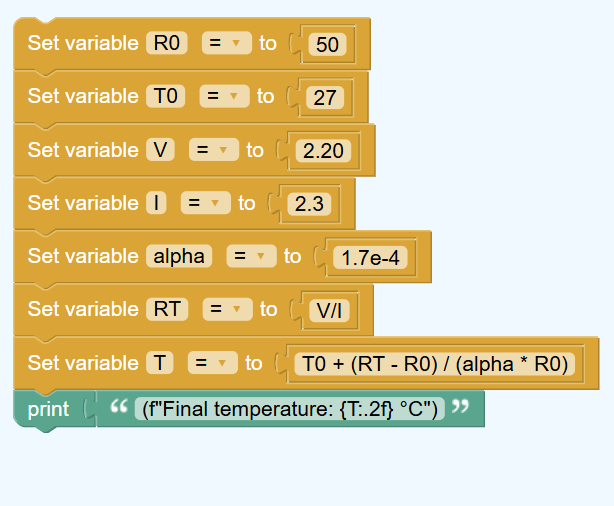 Set variable R0 = to 50
Set variable T0 = to 27
Set variable V = to 2.20
Set variable I = to 2.3
Set variable alpha = to 1.7e-4
Set variable RT = to V/I
Set variable T = to T0 + (RT - R0) / (alpha * R0)
print “ (f"Final temperature: {T:.2f} °C") ”